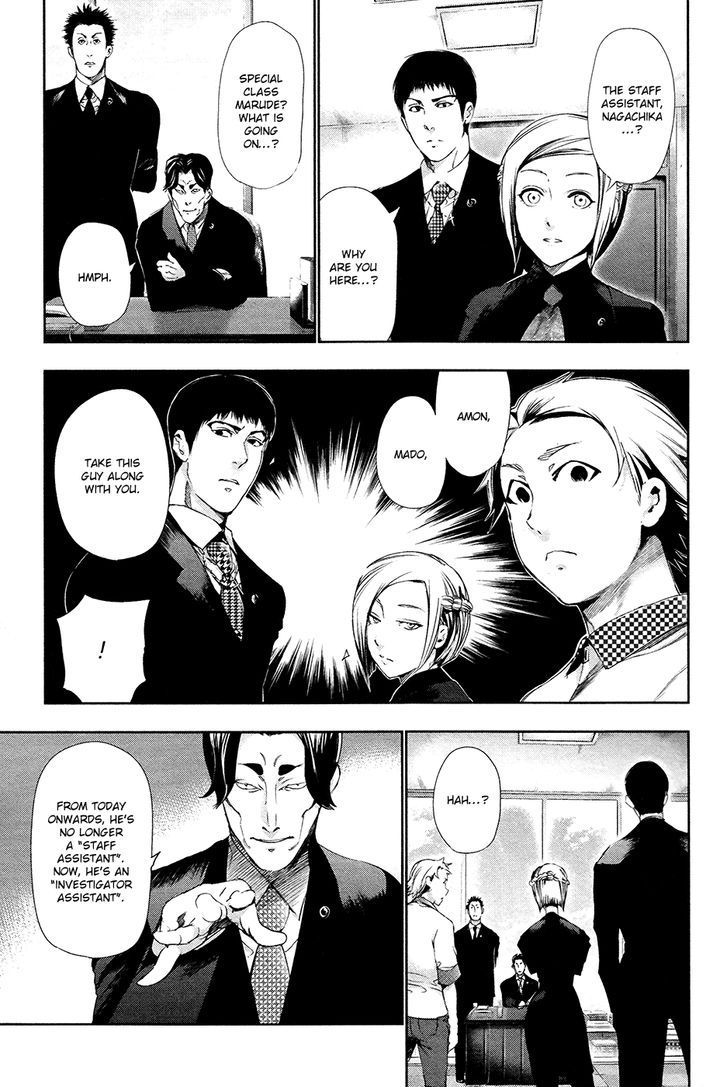 THE STAFF
ASSISTANT,
NAGACHIKA
...?
WHY
ARE YOU
HERE...?
SPECIAL
CLASS
MARUDE?
WHAT IS
GOING
ON...?
HMPH.
AMON,
MADO,
TAKE THIS
GUY ALONG
WITH YOU.
!
HAH...?
FROM TODAY
ONWARDS, HE'S
NO LONGER
A "STAFF
ASSISTANT".
NOW, HE'S AN
"INVESTIGATOR
ASSISTANT".